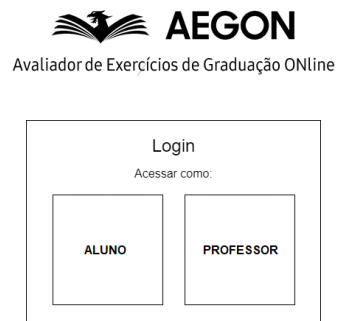 AEGON
Avaliador de Exercícios de Graduação ONline
Login
Acessar como:
ALUNO PROFESSOR